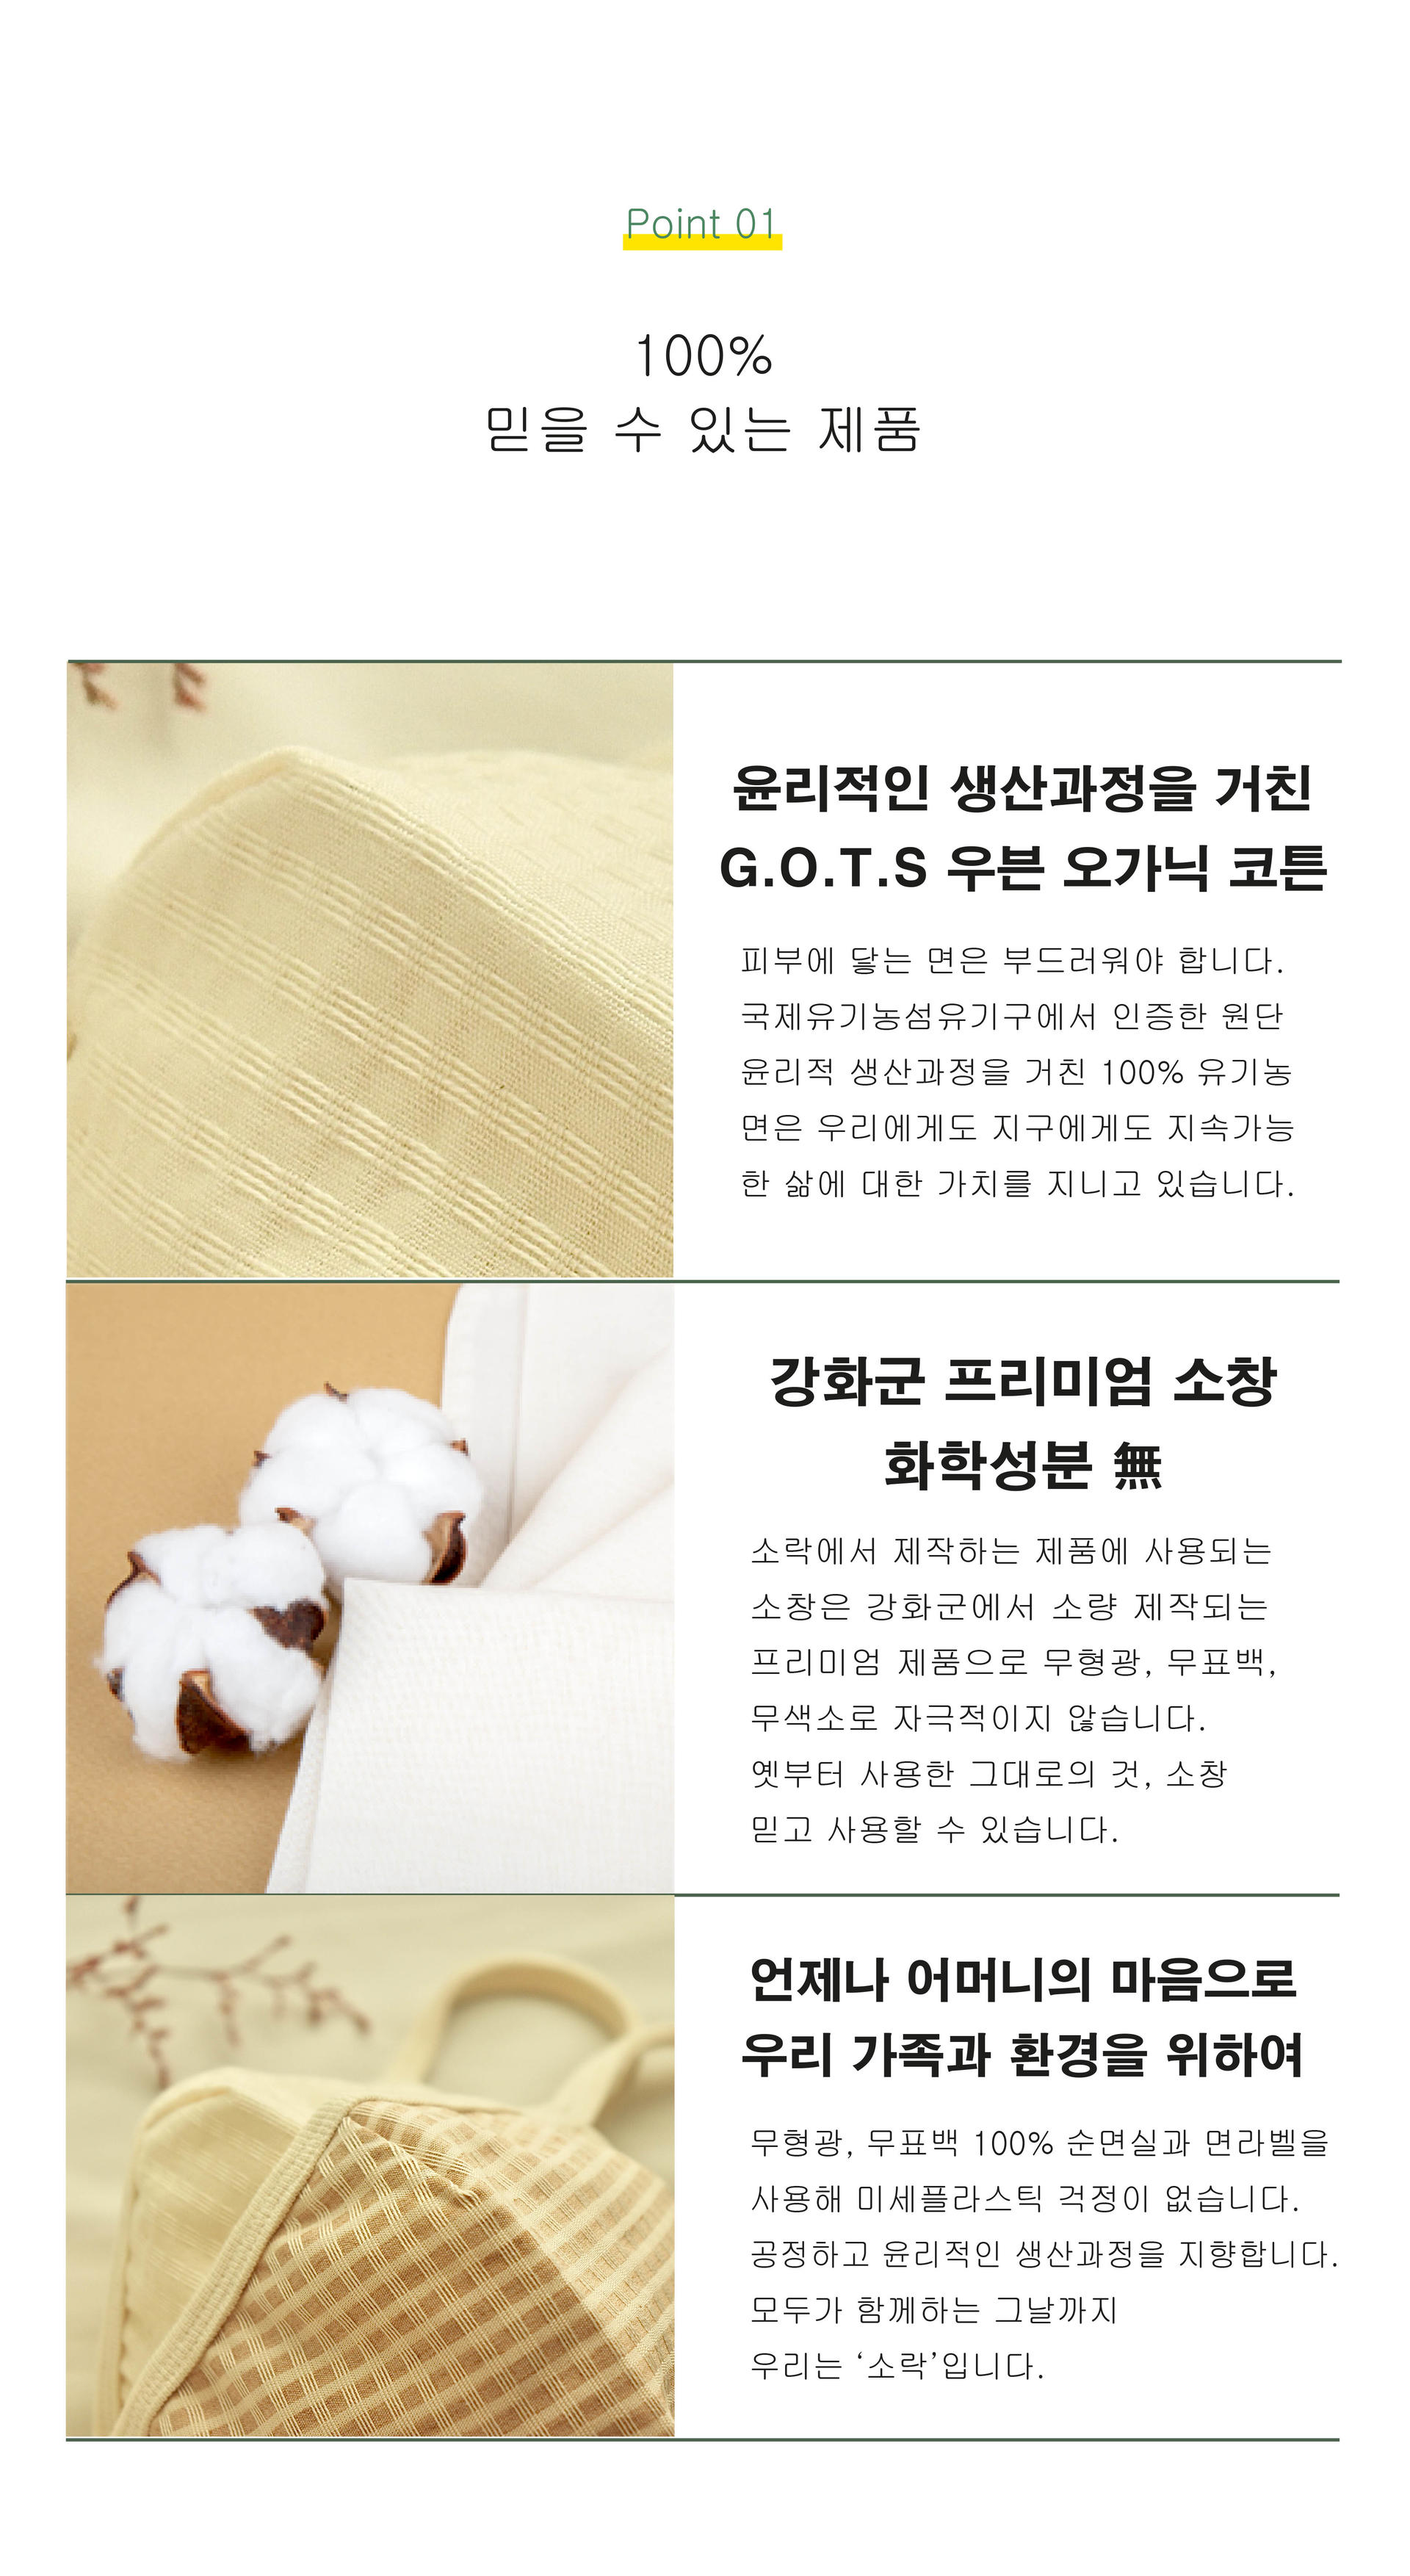 Point 01
100%
믿을 수 있는 제품
윤리적인 생산과정을 거친
G.O.T.S 우븐 오가닉 코튼
피부에 닿는 면은 부드러워야 합니다.
국제유기농섬유기구에서 인증한 원단
윤리적 생산과정을 거친 100% 유기농
면은 우리에게도 지구에게도 지속가능
한 삶에 대한 가치를 지니고 있습니다.
강화군 프리미엄 소창
화학성분 無
소락에서 제작하는 제품에 사용되는
소창은 강화군에서 소량 제작되는
프리미엄 제품으로 무형광, 무표백,
무색소로 자극적이지 않습니다.
옛부터 사용한 그대로의 것, 소창
믿고 사용할 수 있습니다.
언제나 어머니의 마음으로
우리 가족과 환경을 위하여
무형광, 무표백 100% 순면실과 면라벨을
사용해 미세플라스틱 걱정이 없습니다.
공정하고 윤리적인 생산과정을 지향합니다.
모두가 함께하는 그날까지
우리는 ‘소락’입니다.